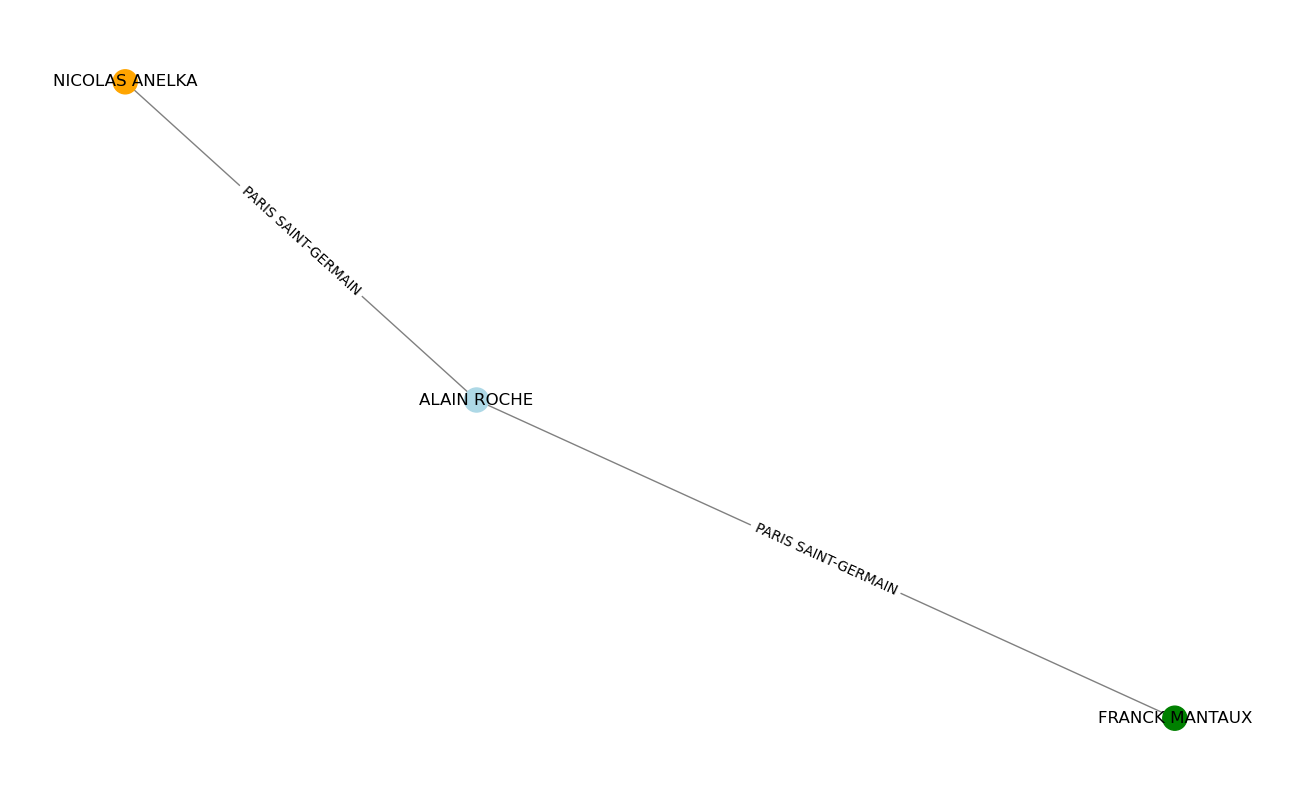 NICOLAS ANELKA
PARIS SAINT-GERMAIN
ALAIN ROCHE
PARIS SAINT-GERMAIN
FRANCK MANTAUX